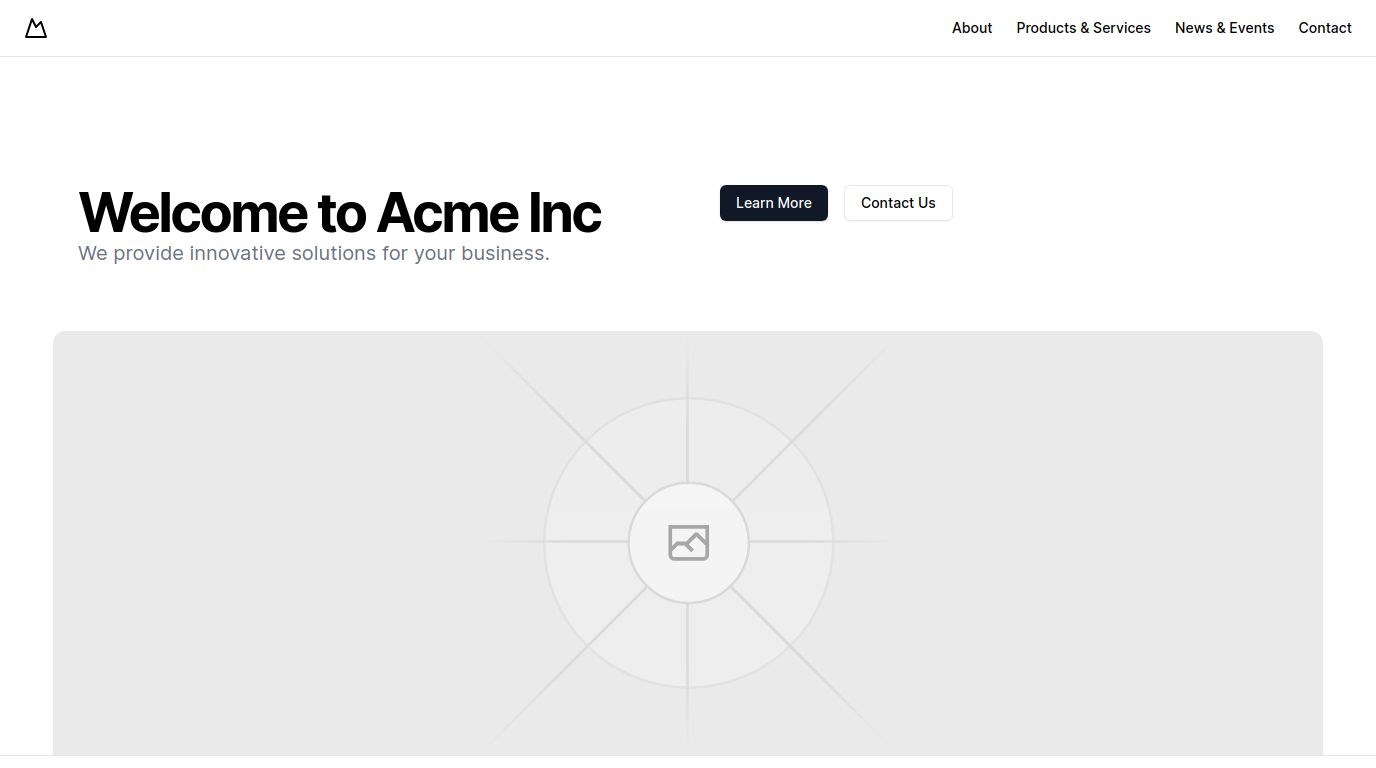 About Products & Services News & Events Contact
Welcome to Acme Inc
We provide innovative solutions for your business.
Learn More Contact Us